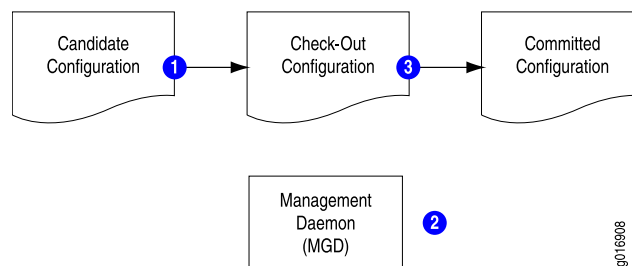 Candidate
Configuration
1
Check-Out
Configuration
3
Committed
Configuration
Management
Daemon
(MGD)
2
g016908